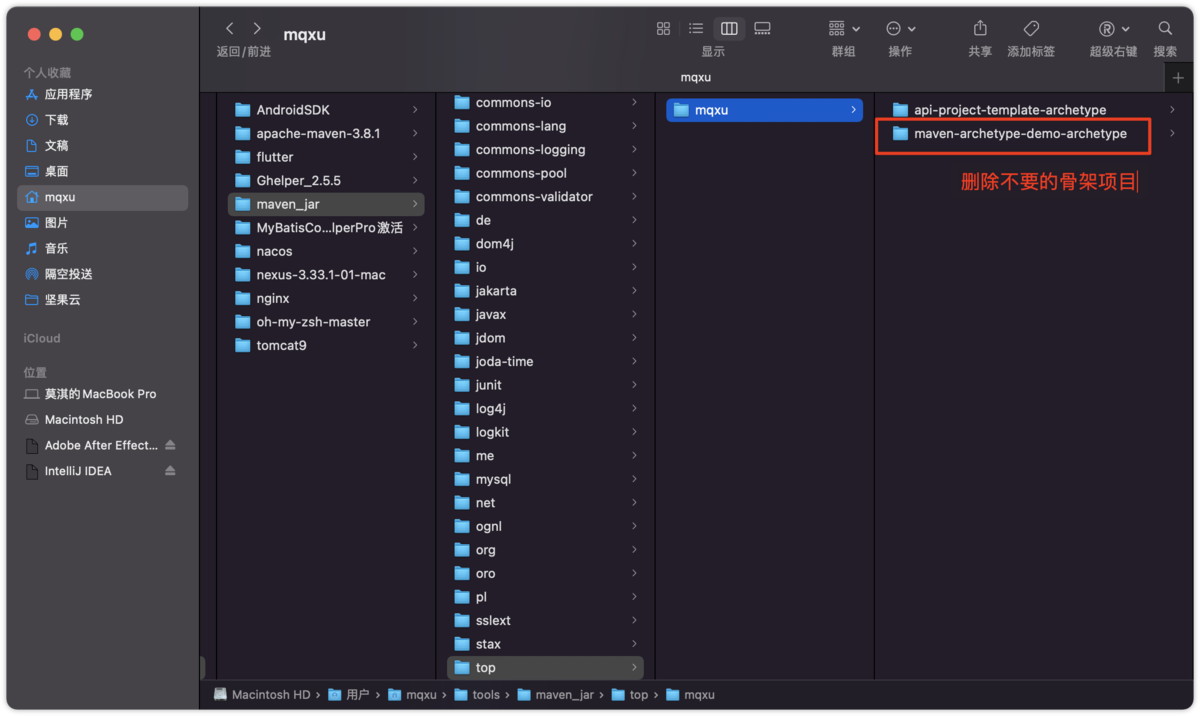 mqxu
返回/前进
显示
群组
操作
共享
添加标签
超级右键
搜索
mqxu
个人收藏
应用程序
下载
文稿
桌面
mqxu
图片
音乐
隔空投送
坚果云
iCloud
位置
莫淇的MacBook Pro
Macintosh HD
Adobe After Effect...
IntelliJ IDEA
AndroidSDK
apache-maven-3.8.1
flutter
Ghelper_2.5.5
maven_jar
MyBatisCo...lperPro激活
nacos
nexus-3.33.1-01-mac
nginx
oh-my-zsh-master
tomcat9
commons-io
commons-lang
commons-logging
commons-pool
commons-validator
de
dom4j
io
jakarta
javax
jdom
joda-time
junit
log4j
logkit
me
mysql
net
ognl
org
oro
pl
sslext
stax
top
mqxu
api-project-template-archetype
maven-archetype-demo-archetype
删除不要的骨架项目
Macintosh HD › 用户 › mqxu › tools › maven_jar › top › mqxu